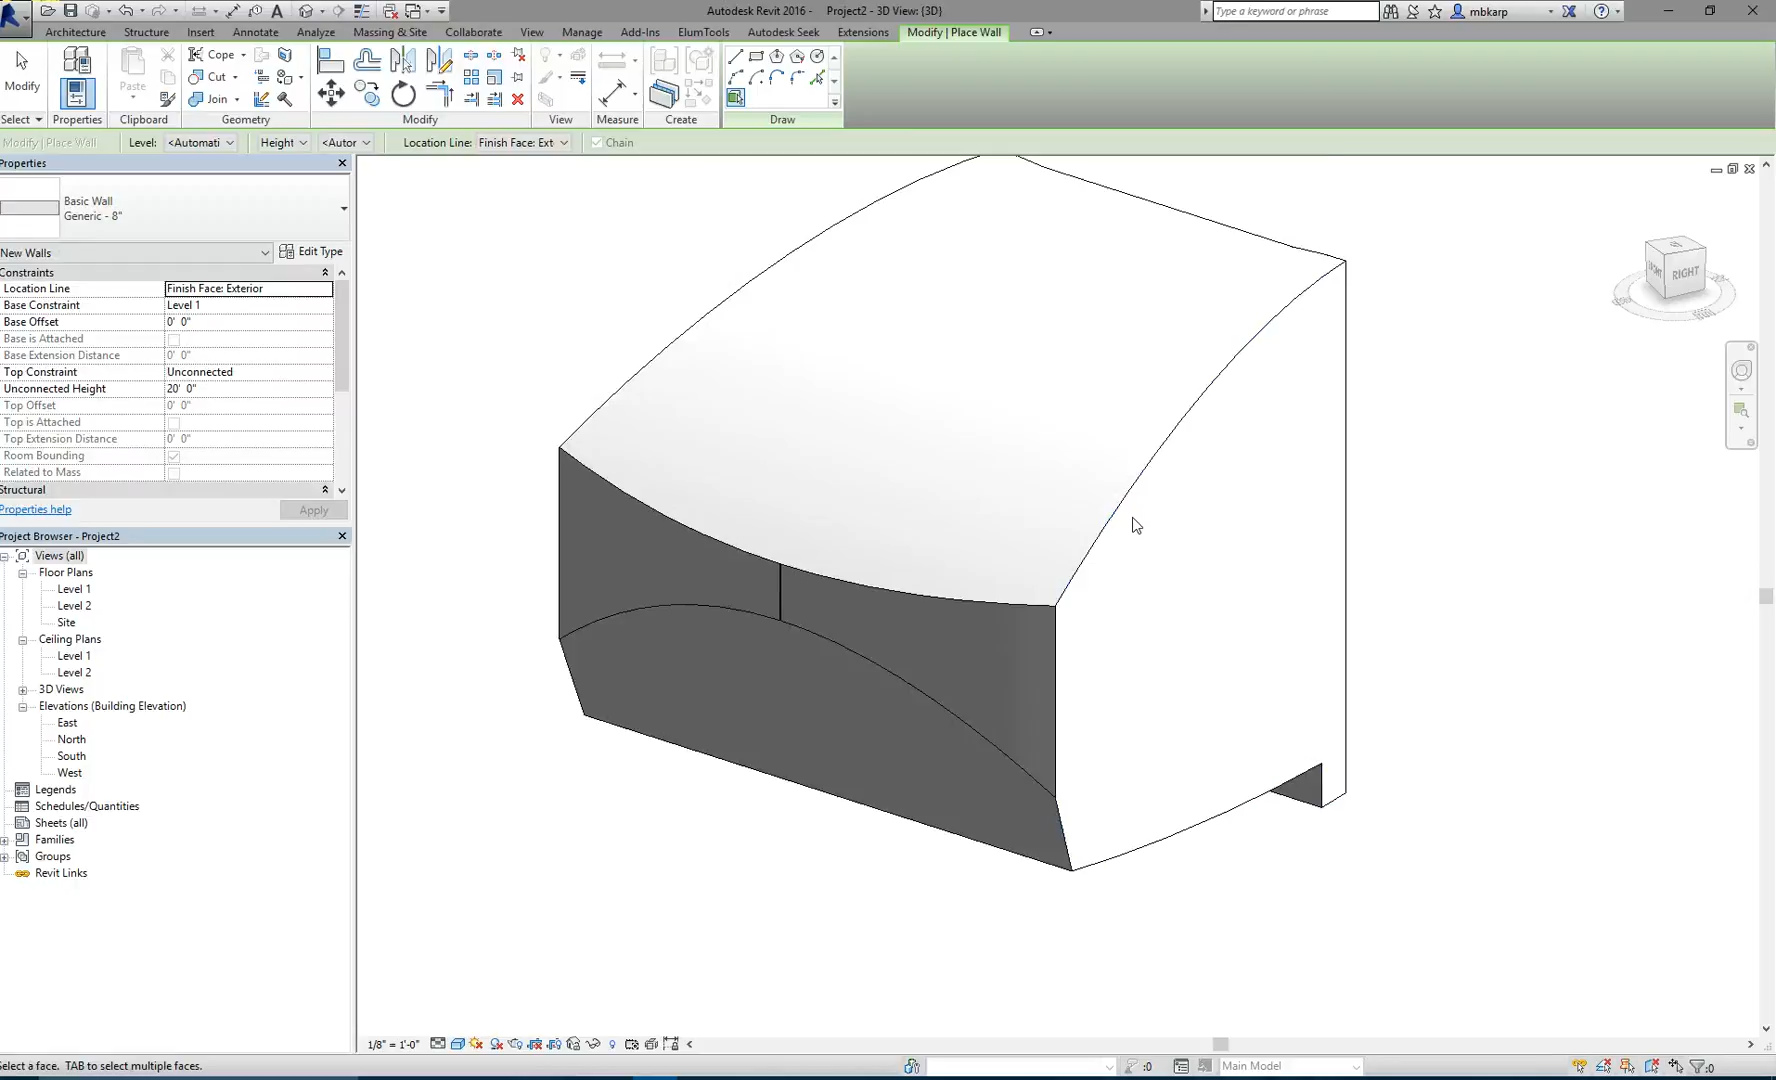 Autodesk Revit 2016 - Project2 - 3D View: {3D}
Type a keyword or phrase
mbkarp
Architecture Structure Insert Annotate Analyze Massing & Site Collaborate View Manage Add-Ins ElumTools Autodesk Seek Extensions Modify | Place Wall
Modify
Paste
Cope
Cut
Join
Select Properties Clipboard Geometry Modify View Measure Create Draw
Modify | Place Wall Level: <Automati Height <Autor Location Line: Finish Face: Ext Chain
Properties
Basic Wall
Generic - 8"
New Walls Edit Type
Constraints
Location Line Finish Face: Exterior
Base Constraint Level 1
Base Offset 0' 0"
Base is Attached
Base Extension Distance 0' 0"
Top Constraint Unconnected
Unconnected Height 20' 0"
Top Offset 0' 0"
Top is Attached
Top Extension Distance 0' 0"
Room Bounding
Related to Mass
Structural
Properties help Apply
Project Browser - Project2
Views (all)
Floor Plans
Level 1
Level 2
Site
Ceiling Plans
Level 1
Level 2
3D Views
Elevations (Building Elevation)
East
North
South
West
Legends
Schedules/Quantities
Sheets (all)
Families
Groups
Revit Links
RIGHT
1/8" = 1'-0"
Select a face. TAB to select multiple faces.
:0
Main Model
:0